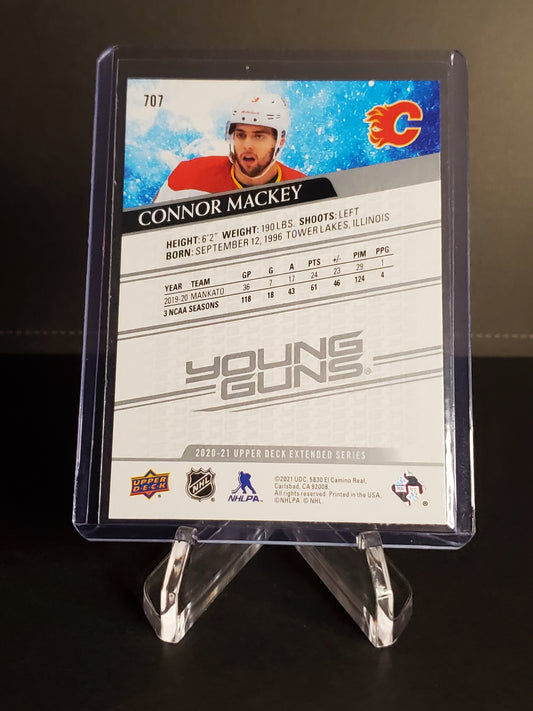 707
CONNOR MACKEY
HEIGHT: 6'2" WEIGHT: 190 LBS. SHOOTS: LEFT
BORN: SEPTEMBER 12, 1996 TOWER LAKES, ILLINOIS
YEAR TEAM GP G A PTS +/- PIM PPG
2019-20 MANKATO 36 7 17 24 23 29 1
3 NCAA SEASONS 118 18 43 61 46 124 4
YOUNG
GUNS®
2020-21 UPPER DECK EXTENDED SERIES
UPPER
DECK
NHL
NHLPA
©2021 UDC. 5830 El Camino Real,
Carlsbad, CA 92008.
All rights reserved. Printed in the USA.
©NHLPA. © NHL.
®